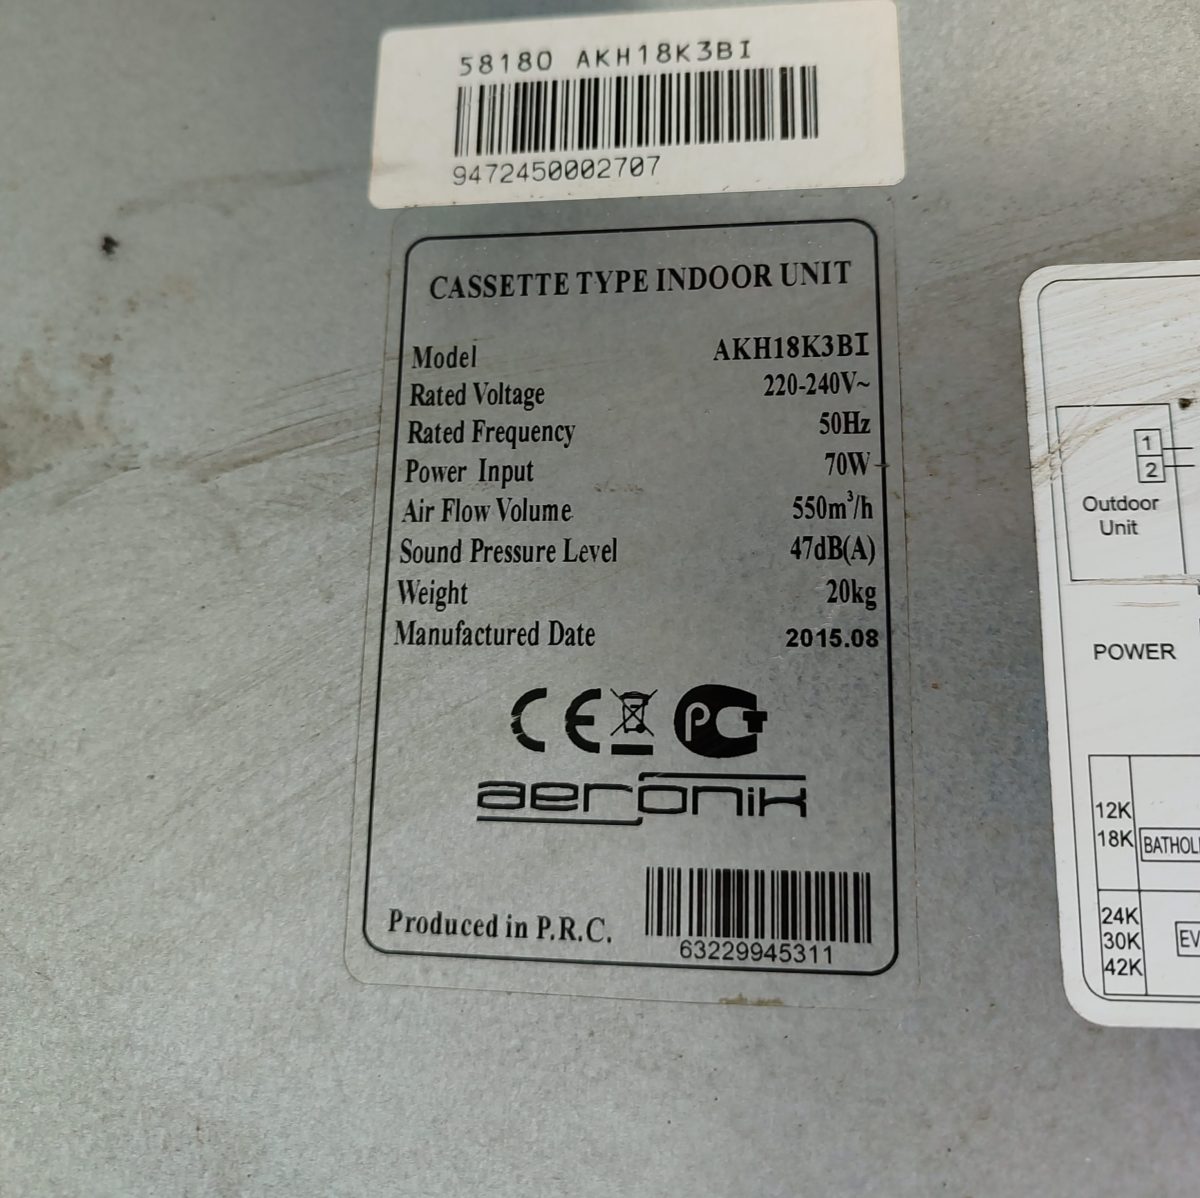 58180 AKH18K3BI
9472450002707
CASSETTE TYPE INDOOR UNIT
Model AKH18K3BI
Rated Voltage 220-240V~
Rated Frequency 50Hz
Power Input 70W
Air Flow Volume 550m³/h
Sound Pressure Level 47dB(A)
Weight 20kg
Manufactured Date 2015.08
CE PCT
aeronik
Produced in P.R.C.
63229945311
1
2
Outdoor
Unit
POWER
12K
18K
24K
30K
42K